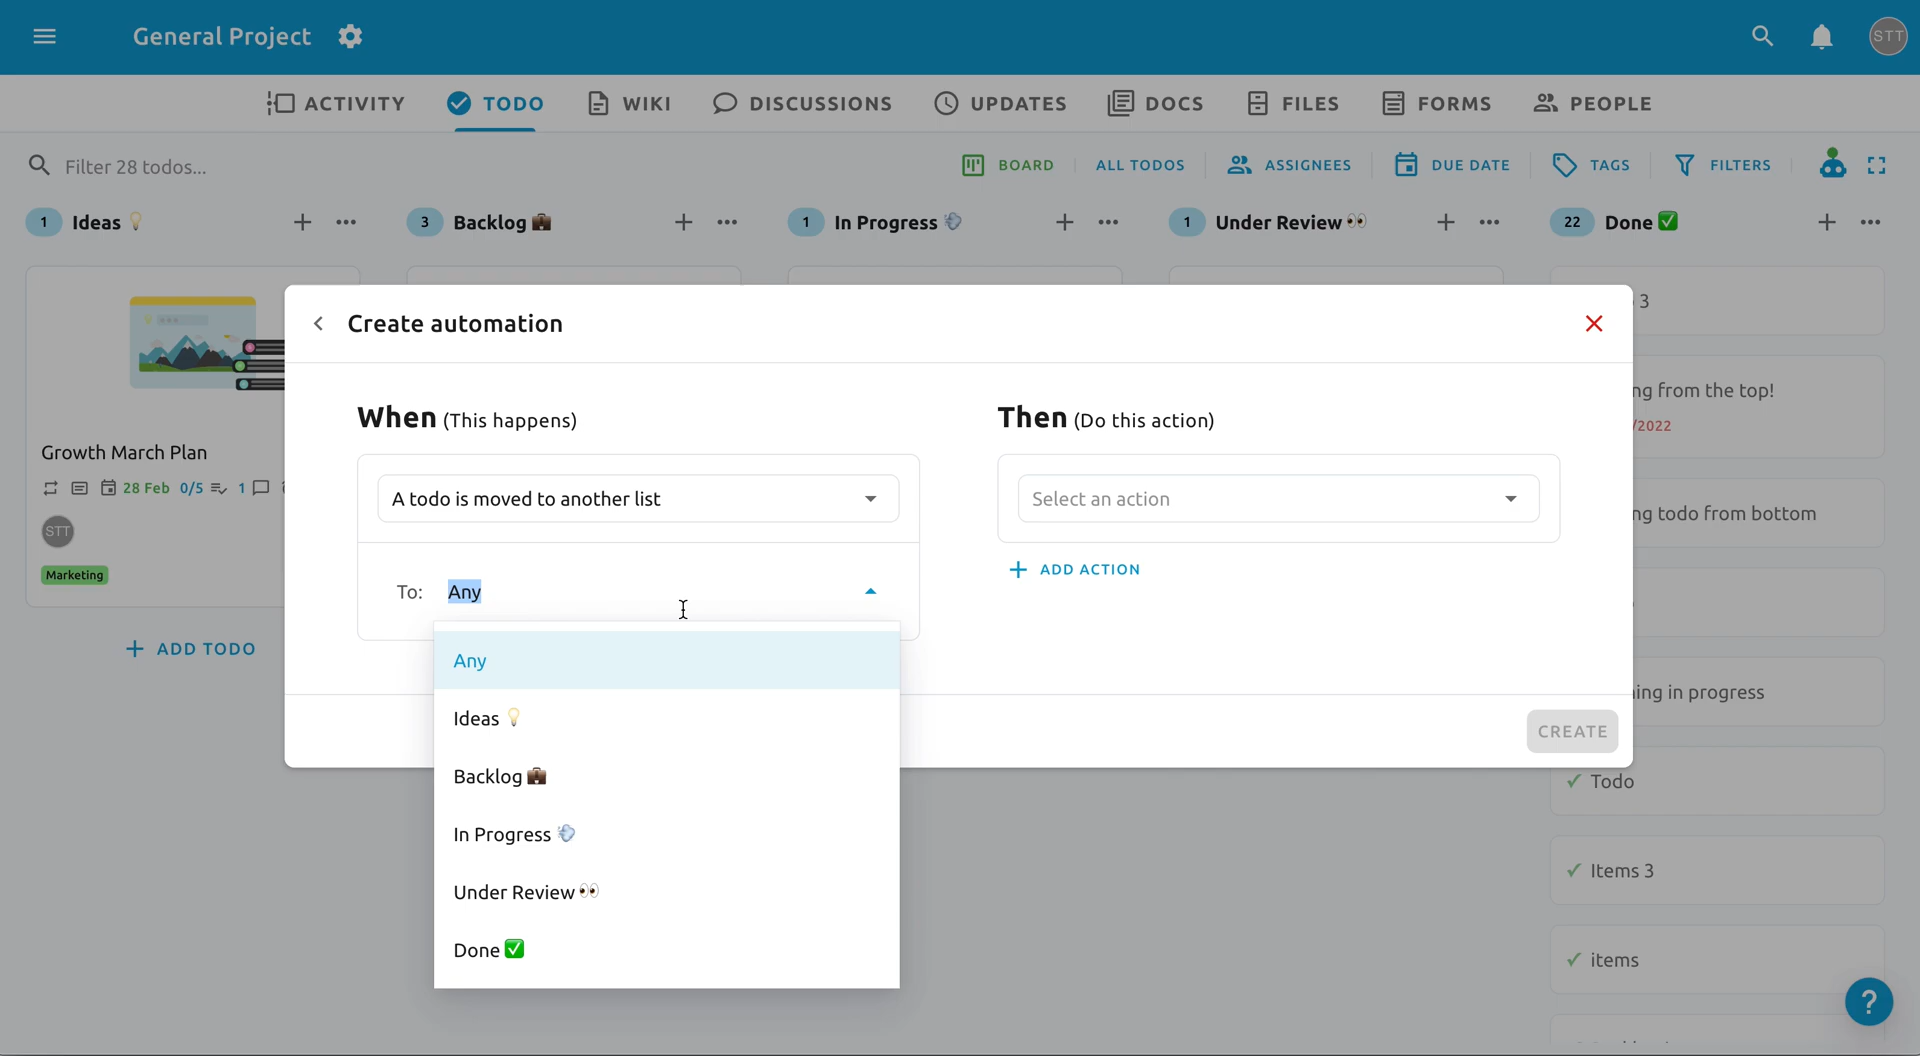 General Project
STT
ACTIVITY
TODO
WIKI
DISCUSSIONS
UPDATES
DOCS
FILES
FORMS
PEOPLE
Filter 28 todos...
BOARD
ALL TODOS
ASSIGNEES
DUE DATE
TAGS
FILTERS
1 Ideas 💡
3 Backlog 💼
1 In Progress 💨
1 Under Review 👀
22 Done ✅
Growth March Plan
28 Feb 0/5 1
STT
Marketing
+ ADD TODO
Create automation
When (This happens)
A todo is moved to another list
To: Any
Any
Ideas 💡
Backlog 💼
In Progress 💨
Under Review 👀
Done ✅
Then (Do this action)
Select an action
+ ADD ACTION
CREATE
3
from the top!
/2022
todo from bottom
in progress
✓ Todo
✓ Items 3
✓ items
?